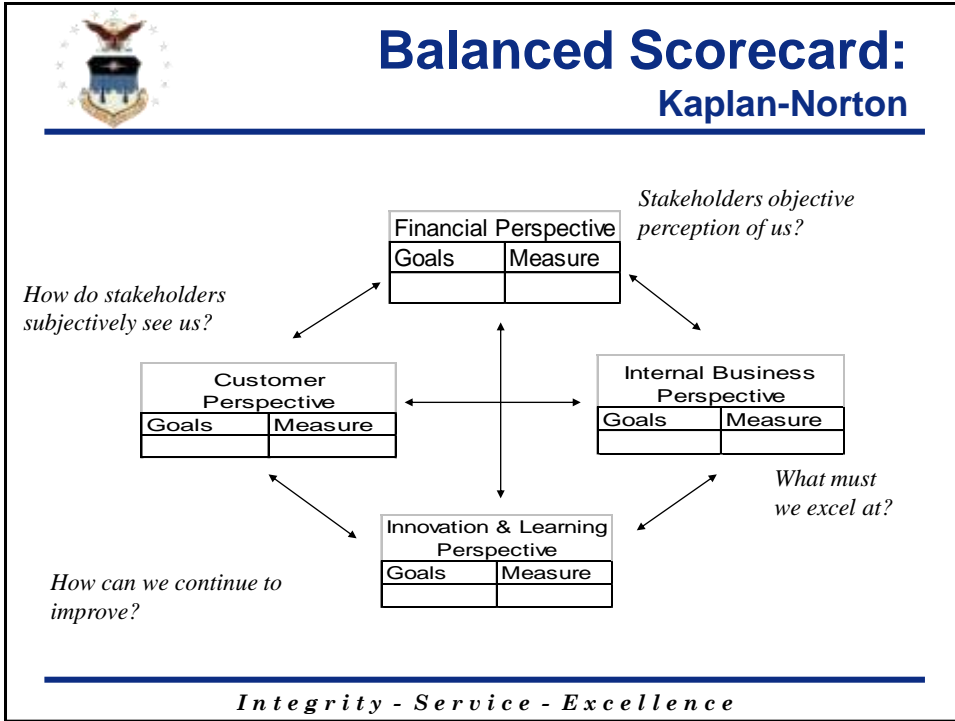 Balanced Scorecard:
Kaplan-Norton
Stakeholders objective
perception of us?
Financial Perspective
Goals Measure
How do stakeholders
subjectively see us?
Customer
Perspective
Goals Measure
Internal Business
Perspective
Goals Measure
What must
we excel at?
Innovation & Learning
Perspective
Goals Measure
How can we continue to
improve?
Integrity - Service - Excellence